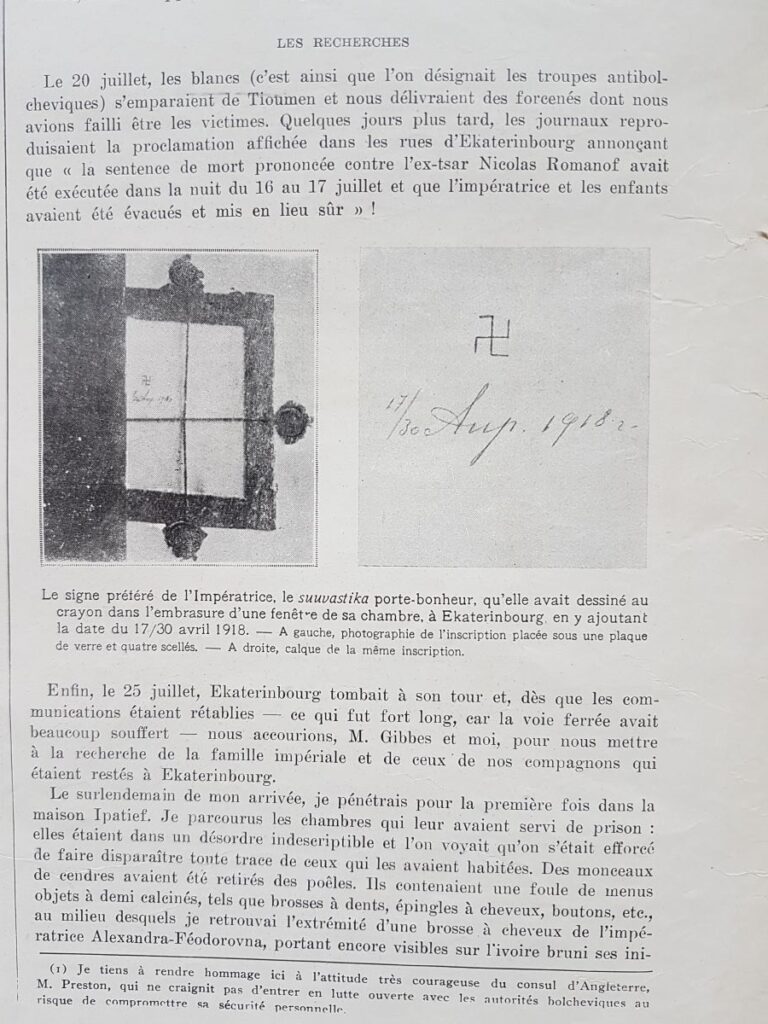 LES RECHERCHES
Le 20 juillet, les blancs (c'est ainsi que l'on désignait les troupes antibol-
cheviques) s'emparaient de Tioumen et nous délivraient des forcenés dont nous
avions failli être les victimes. Quelques jours plus tard, les journaux repro-
duisaient la proclamation affichée dans les rues d'Ekaterinbourg annonçant
que « la sentence de mort prononcée contre l'ex-tsar Nicolas Romanof avait
été exécutée dans la nuit du 16 au 17 juillet et que l'impératrice et les enfants
avaient été évacués et mis en lieu sûr » !
卐
17/30 Апр. 1918 г.
Le signe préféré de l'Impératrice, le suuvastika porte-bonheur, qu'elle avait dessiné au
crayon dans l'embrasure d'une fenêtre de sa chambre, à Ekaterinbourg, en y ajoutant
la date du 17/30 avril 1918. — A gauche, photographie de l'inscription placée sous une plaque
de verre et quatre scellés. — A droite, calque de la même inscription.
Enfin, le 25 juillet, Ekaterinbourg tombait à son tour et, dès que les com-
munications étaient rétablies — ce qui fut fort long, car la voie ferrée avait
beaucoup souffert — nous accourions, M. Gibbes et moi, pour nous mettre
à la recherche de la famille impériale et de ceux de nos compagnons qui
étaient restés à Ekaterinbourg.
Le surlendemain de mon arrivée, je pénétrais pour la première fois dans la
maison Ipatief. Je parcourus les chambres qui leur avaient servi de prison :
elles étaient dans un désordre indescriptible et l'on voyait qu'on s'était efforcé
de faire disparaître toute trace de ceux qui les avaient habitées. Des monceaux
de cendres avaient été retirés des poêles. Ils contenaient une foule de menus
objets à demi calcinés, tels que brosses à dents, épingles à cheveux, boutons, etc.,
au milieu desquels je retrouvai l'extrémité d'une brosse à cheveux de l'impé-
ratrice Alexandra-Féodorovna, portant encore visibles sur l'ivoire bruni ses ini-
(1) Je tiens à rendre hommage ici à l'attitude très courageuse du consul d'Angleterre,
M. Preston, qui ne craignit pas d'entrer en lutte ouverte avec les autorités bolcheviques au
risque de compromettre sa sécurité personnelle.